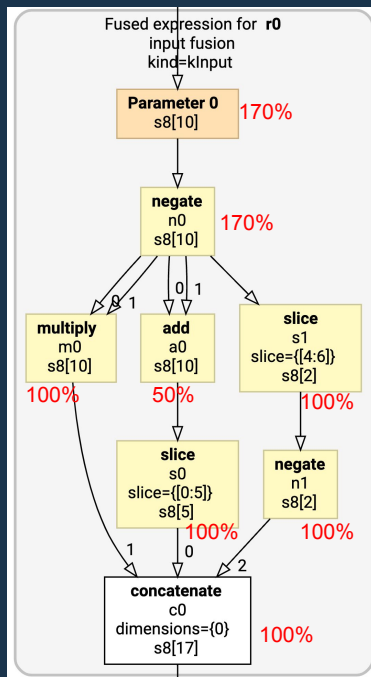 Fused expression for r0
input fusion
kind=kInput
Parameter 0
s8[10]
170%
negate
n0
s8[10]
170%
0
1
0
1
multiply
m0
s8[10]
100%
add
a0
s8[10]
50%
slice
s1
slice={[4:6]}
s8[2]
100%
slice
s0
slice={[0:5]}
s8[5]
100%
negate
n1
s8[2]
100%
1
0
2
concatenate
c0
dimensions={0}
s8[17]
100%